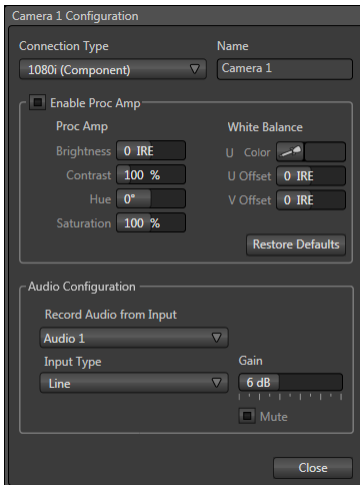 Camera 1 Configuration
Connection Type Name
1080i (Component) Camera 1
Enable Proc Amp
Proc Amp White Balance
Brightness 0 IRE U Color
Contrast 100 % U Offset 0 IRE
Hue 0° V Offset 0 IRE
Saturation 100 %
Restore Defaults
Audio Configuration
Record Audio from Input
Audio 1
Input Type Gain
Line 6 dB
Mute
Close